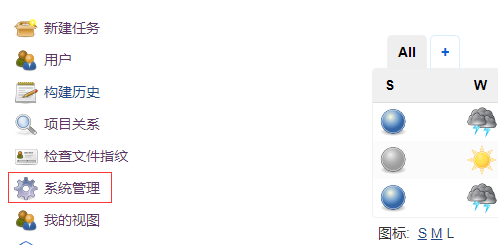 新建任务
用户
构建历史
项目关系
检查文件指纹
系统管理
我的视图
All +
S W
图标: S M L